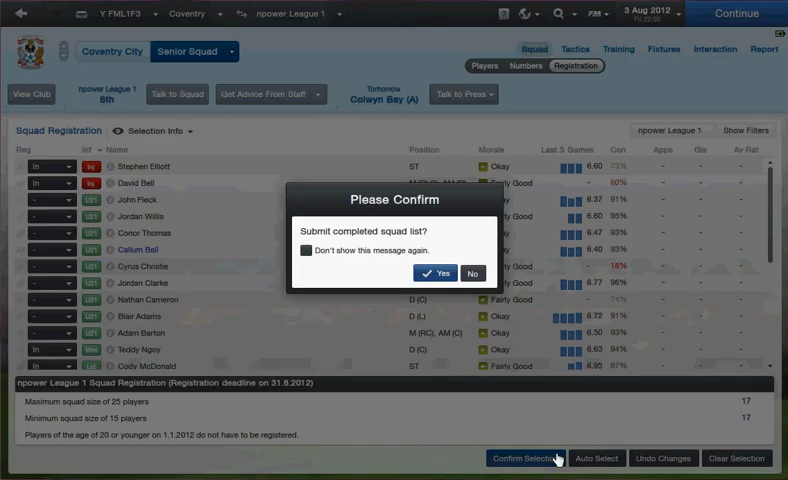 Y FML1F3 Coventry npower League 1 FM 3 Aug 2012 Fri 22:03 Continue
Coventry City Senior Squad Squad Tactics Training Fixtures Interaction Report
Players Numbers Registration
View Club npower League 1 6th Talk to Squad Get Advice From Staff Tomorrow Colwyn Bay (A) Talk to Press
Squad Registration Selection Info npower League 1 Show Filters
Reg Inf Name Position Morale Last 5 Games Con Apps Gls Av Rat
In Inj Stephen Elliott ST Okay 6.60 73% - - -
In Inj David Bell Fairly Good - 60% - - -
- U21 John Fleck Okay 6.37 91% - - -
- U21 Jordan Willis 6.60 95% - - -
- U21 Conor Thomas 6.47 93% - - -
- U21 Callum Ball 6.40 93% - - -
- U21 Cyrus Christie - 18% - - -
- U21 Jordan Clarke 6.77 96% - - -
- U21 Nathan Cameron D (C) Fairly Good - 74% - - -
- U21 Blair Adams D (L) Okay 6.72 91% - - -
- U21 Adam Barton M (RC), AM (C) Okay 6.50 93% - - -
In Wnt Teddy Ngoy D (C) Okay 6.63 94% - - -
In Lst Cody McDonald ST Fairly Good 6.95 87% - - -
Please Confirm
Submit completed squad list?
Don't show this message again.
Yes No
npower League 1 Squad Registration (Registration deadline on 31.8.2012)
Maximum squad size of 25 players 17
Minimum squad size of 15 players 17
Players of the age of 20 or younger on 1.1.2012 do not have to be registered.
Confirm Selection Auto Select Undo Changes Clear Selection